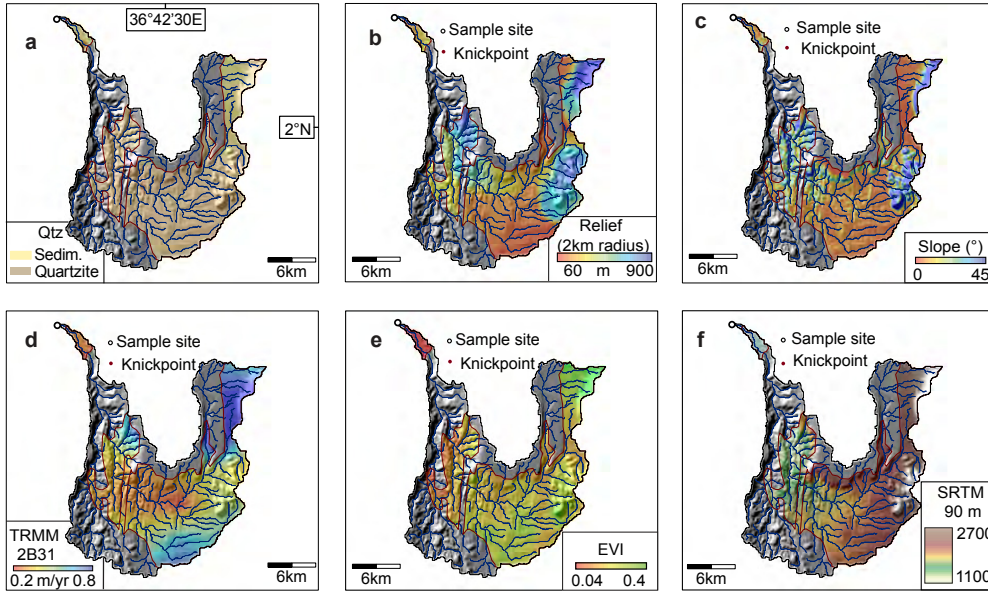 a
36°42'30E
2°N
Qtz
Sedim.
Quartzite
6km
b
Sample site
Knickpoint
Relief
(2km radius)
60 m 900
6km
c
Sample site
Knickpoint
Slope (°)
0 45
6km
d
Sample site
Knickpoint
TRMM
2B31
0.2 m/yr 0.8
6km
e
Sample site
Knickpoint
EVI
0.04 0.4
6km
f
Sample site
Knickpoint
SRTM
90 m
2700
1100
6km